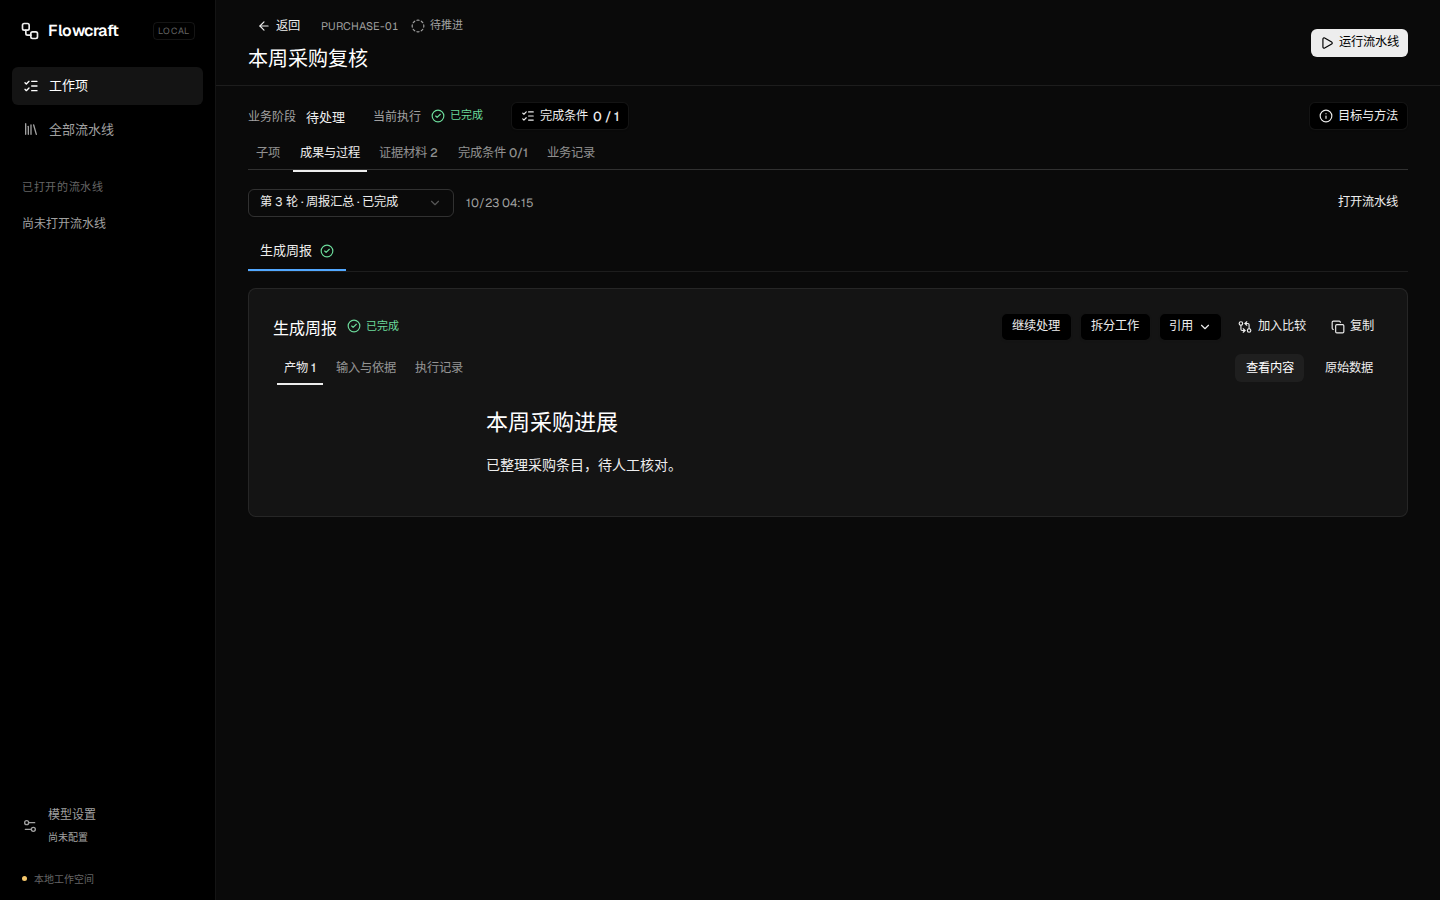 Flowcraft LOCAL
工作项
全部流水线
已打开的流水线
尚未打开流水线
模型设置
尚未配置
本地工作空间
返回 PURCHASE-01 待推进
本周采购复核
运行流水线
业务阶段 待处理 当前执行 已完成 完成条件 0 / 1 目标与方法
子项 成果与过程 证据材料 2 完成条件 0/1 业务记录
第 3 轮 · 周报汇总 · 已完成 10/23 04:15 打开流水线
生成周报
生成周报 已完成 继续处理 拆分工作 引用 加入比较 复制
产物 1 输入与依据 执行记录 查看内容 原始数据
本周采购进展
已整理采购条目，待人工核对。